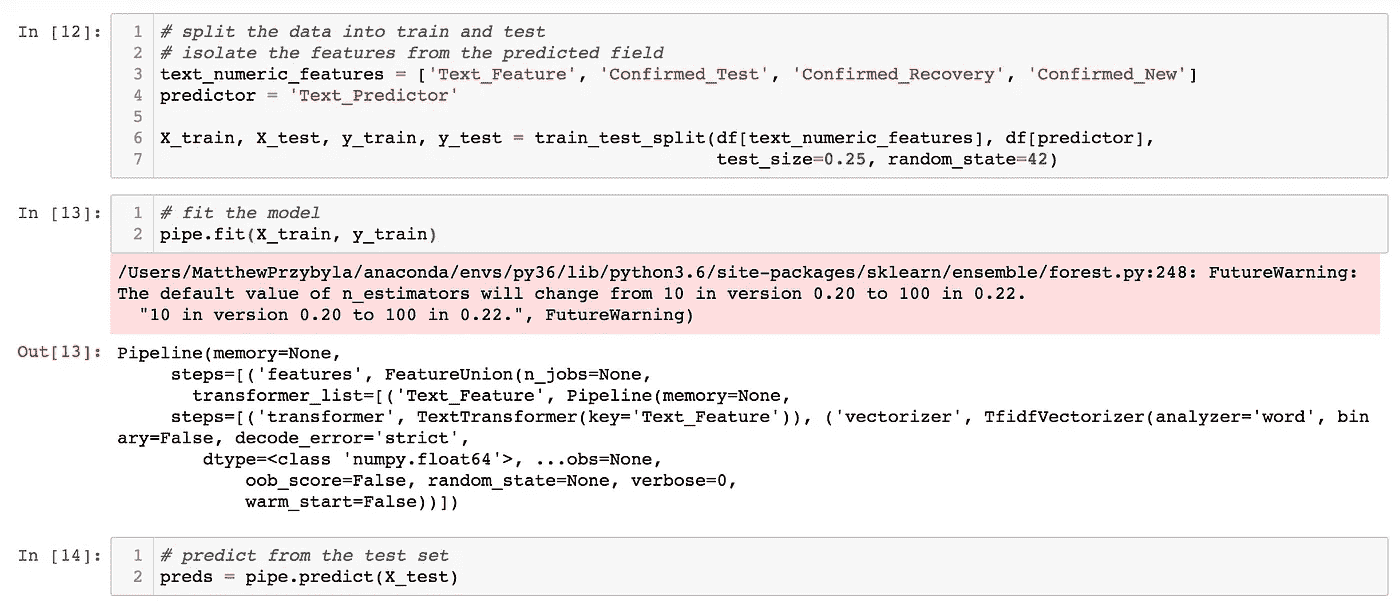 In [12]:
1 # split the data into train and test
2 # isolate the features from the predicted field
3 text_numeric_features = ['Text_Feature', 'Confirmed_Test', 'Confirmed_Recovery', 'Confirmed_New']
4 predictor = 'Text_Predictor'
5
6 X_train, X_test, y_train, y_test = train_test_split(df[text_numeric_features], df[predictor],
7                                                     test_size=0.25, random_state=42)
In [13]:
1 # fit the model
2 pipe.fit(X_train, y_train)
/Users/MatthewPrzybyla/anaconda/envs/py36/lib/python3.6/site-packages/sklearn/ensemble/forest.py:248: FutureWarning:
The default value of n_estimators will change from 10 in version 0.20 to 100 in 0.22.
  "10 in version 0.20 to 100 in 0.22.", FutureWarning)
Out[13]: Pipeline(memory=None,
     steps=[('features', FeatureUnion(n_jobs=None,
       transformer_list=[('Text_Feature', Pipeline(memory=None,
     steps=[('transformer', TextTransformer(key='Text_Feature')), ('vectorizer', TfidfVectorizer(analyzer='word', bin
ary=False, decode_error='strict',
        dtype=<class 'numpy.float64'>, ...obs=None,
            oob_score=False, random_state=None, verbose=0,
            warm_start=False))])
In [14]:
1 # predict from the test set
2 preds = pipe.predict(X_test)